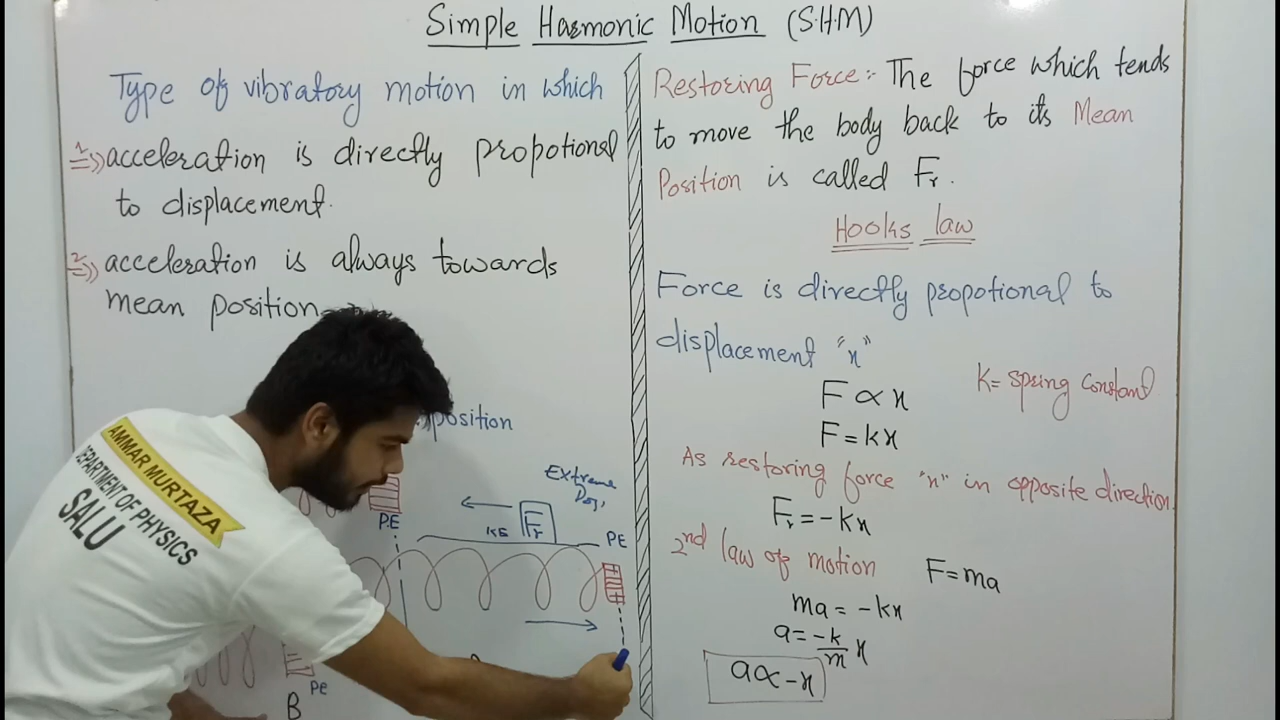 Simple Harmonic Motion (S.H.M)
Type of vibratory motion in which
1 acceleration is directly propotional
to displacement.
2 acceleration is always towards
mean position
position
PE
Extreme
Pos,
KE
Fr
PE
PE
B
AMMAR MURTAZA
DEPARTMENT OF PHYSICS
SALU
Restoring Force:- The force which tends
to move the body back to its Mean
Position is called Fr.
Hooks law
Force is directly propotional to
displacement "x"
F ∝ x
K= spring constant
F = kx
As restoring force "x" in opposite direction
Fr = -kx
2nd law of motion F=ma
ma = -kx
a = -k/m x
a ∝ -x